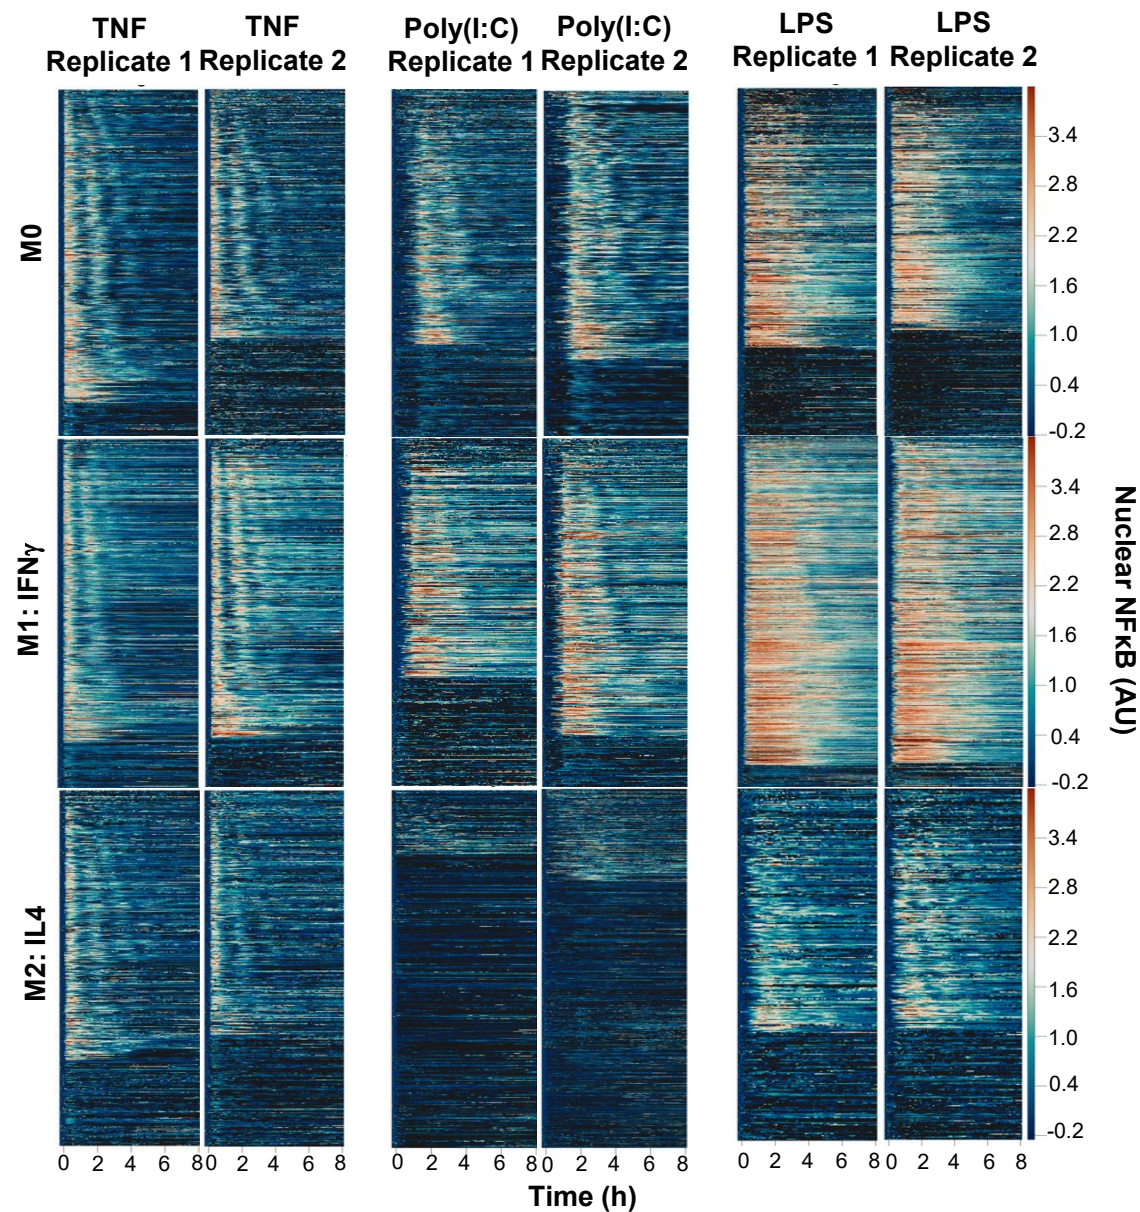 TNF TNF Poly(I:C) Poly(I:C) LPS LPS
Replicate 1 Replicate 2 Replicate 1 Replicate 2 Replicate 1 Replicate 2
M0
3.4
2.8
2.2
1.6
1.0
0.4
-0.2
M1: IFNγ
3.4
2.8
2.2
1.6
1.0
0.4
-0.2
Nuclear NFκB (AU)
M2: IL4
3.4
2.8
2.2
1.6
1.0
0.4
-0.2
0 2 4 6 8 0 2 4 6 8 0 2 4 6 8 0 2 4 6 8 0 2 4 6 8 0 2 4 6 8
Time (h)